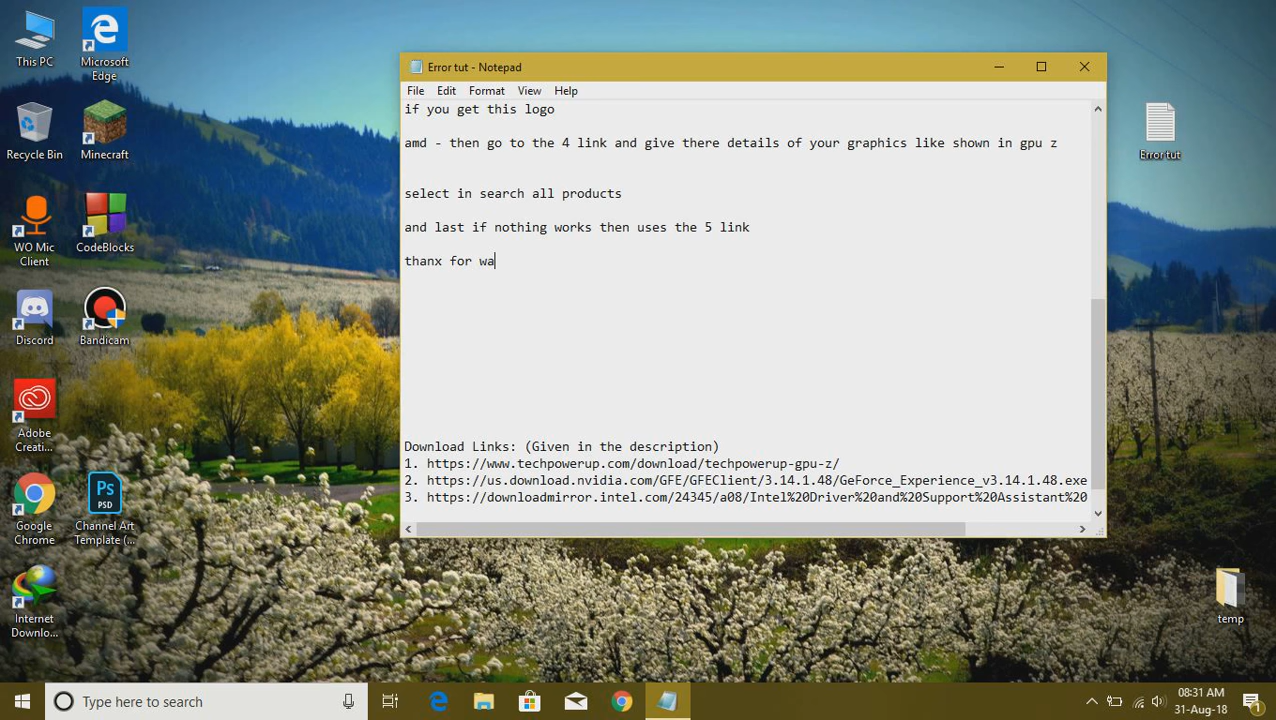 This PC
Microsoft
Edge
Recycle Bin
Minecraft
WO Mic
Client
CodeBlocks
Discord
Bandicam
Adobe
Creati...
Google
Chrome
Ps
PSD
Channel Art
Template (...
Internet
Downlo...
Error tut - Notepad
File Edit Format View Help
if you get this logo
amd - then go to the 4 link and give there details of your graphics like shown in gpu z
select in search all products
and last if nothing works then uses the 5 link
thanx for wa
Download Links: (Given in the description)
1. https://www.techpowerup.com/download/techpowerup-gpu-z/
2. https://us.download.nvidia.com/GFE/GFEClient/3.14.1.48/GeForce_Experience_v3.14.1.48.exe
3. https://downloadmirror.intel.com/24345/a08/Intel%20Driver%20and%20Support%20Assistant%20
Error tut
temp
Type here to search
08:31 AM
31-Aug-18
1